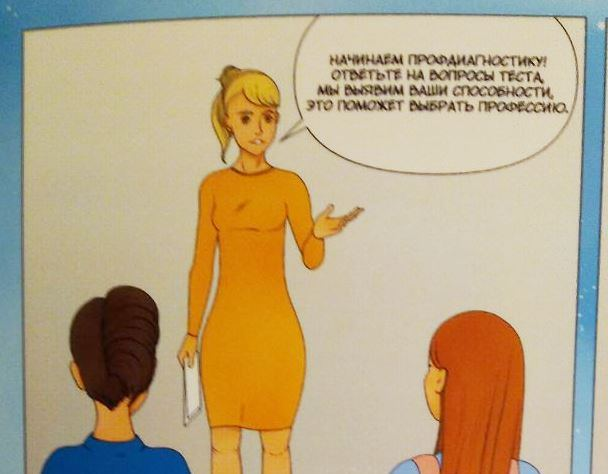 НАЧИНАЕМ ПРОФДИАГНОСТИКУ!
ОТВЕТЬТЕ НА ВОПРОСЫ ТЕСТА,
МЫ ВЫЯВИМ ВАШИ СПОСОБНОСТИ,
ЭТО ПОМОЖЕТ ВЫБРАТЬ ПРОФЕССИЮ.